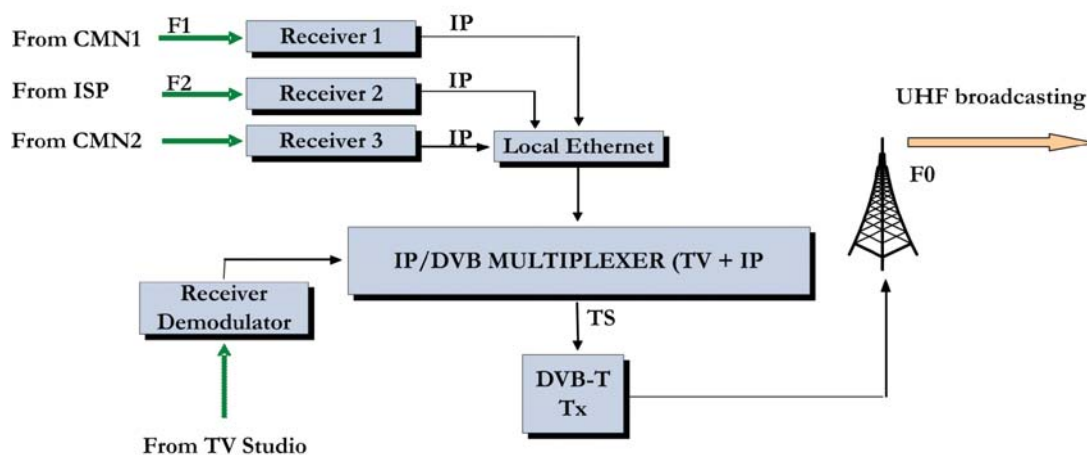 From CMN1
F1
Receiver 1
IP
From ISP
F2
Receiver 2
IP
From CMN2
Receiver 3
IP
Local Ethernet
UHF broadcasting
F0
IP/DVB MULTIPLEXER (TV + IP
Receiver
Demodulator
TS
DVB-T
Tx
From TV Studio